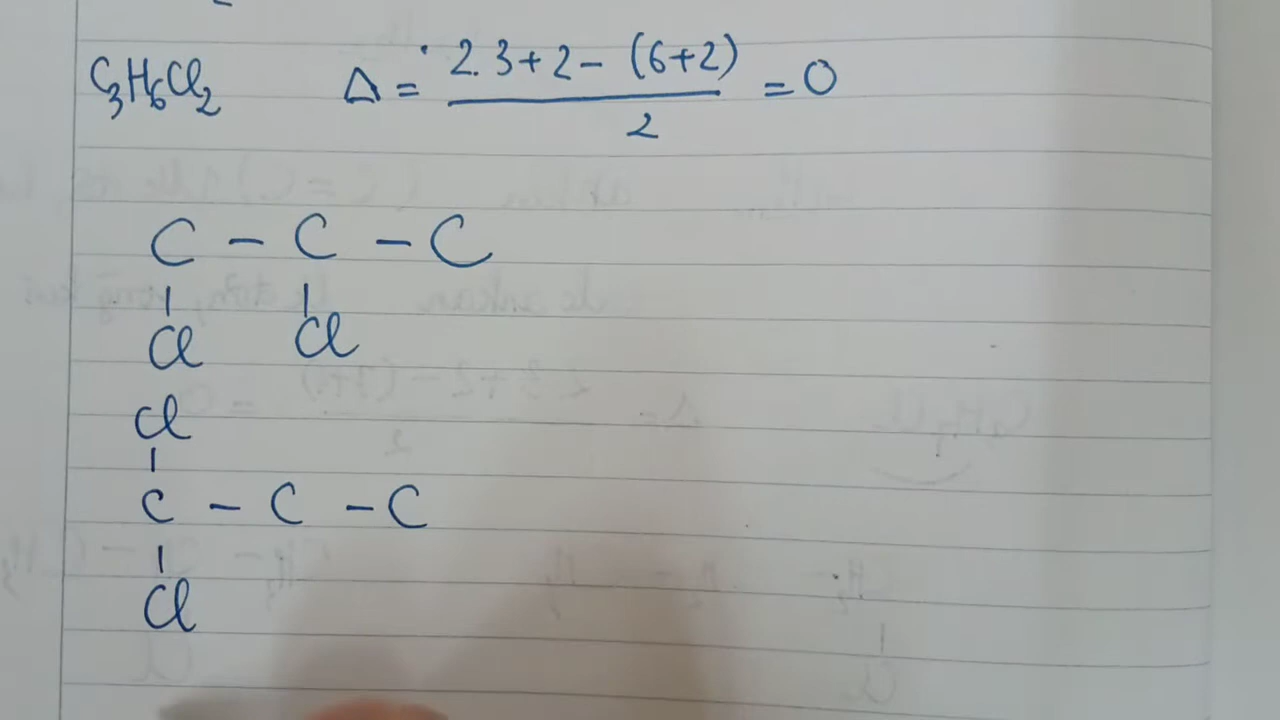 C₃H₆Cl₂ Δ = 2.3+2-(6+2) / 2 = 0
C - C - C
Cl Cl
Cl
C - C - C
Cl